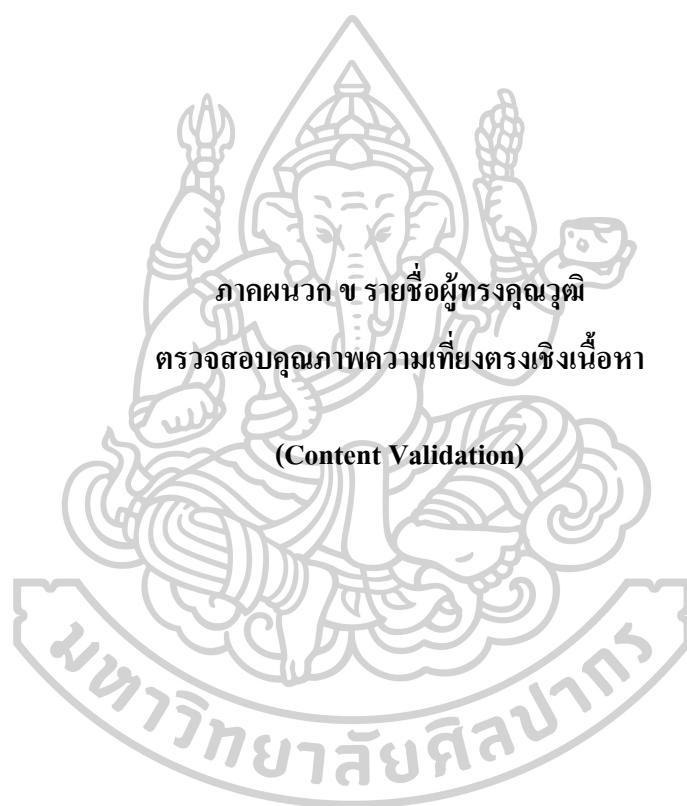 ภาคผนวก ข รายชื่อผู้ทรงคุณวุฒิ
ตรวจสอบคุณภาพความเที่ยงตรงเชิงเนื้อหา
(Content Validation)
มหาวิทยาลัยศิลปากร